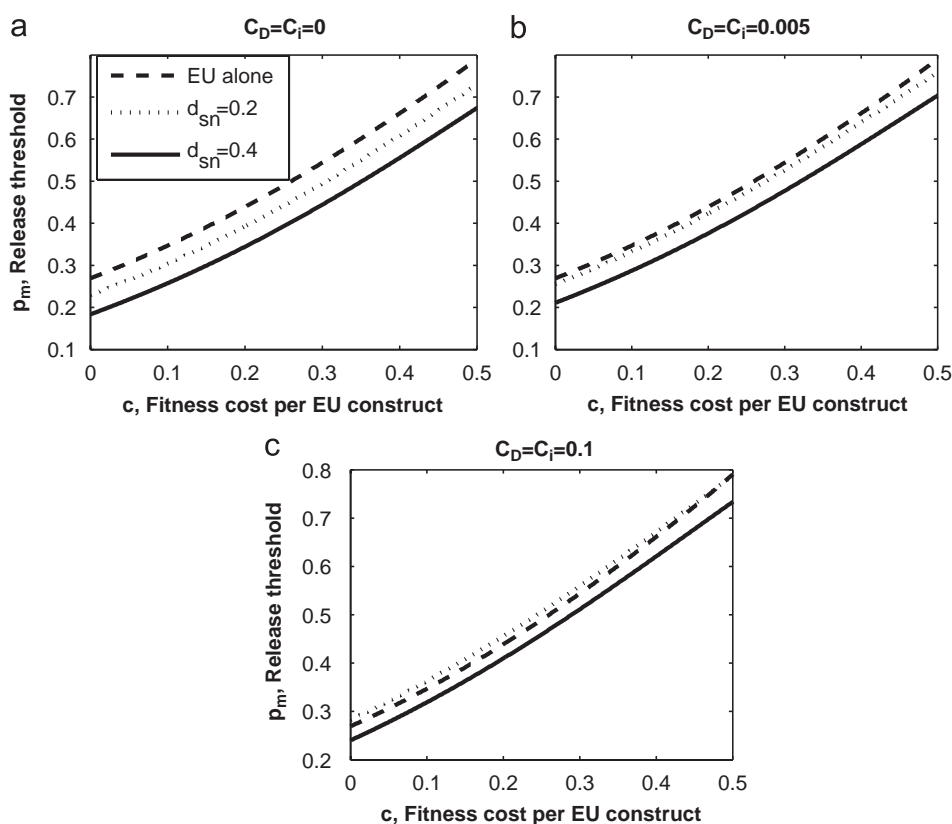 a
C_D=C_i=0
0.7
0.6
0.5
0.4
0.3
0.2
0.1
p_m, Release threshold
EU alone
d_sn=0.2
d_sn=0.4
0 0.1 0.2 0.3 0.4 0.5
c, Fitness cost per EU construct
b
C_D=C_i=0.005
0.7
0.6
0.5
0.4
0.3
0.2
0.1
0 0.1 0.2 0.3 0.4 0.5
c, Fitness cost per EU construct
c
C_D=C_i=0.1
0.8
0.7
0.6
0.5
0.4
0.3
0.2
p_m, Release threshold
0 0.1 0.2 0.3 0.4 0.5
c, Fitness cost per EU construct